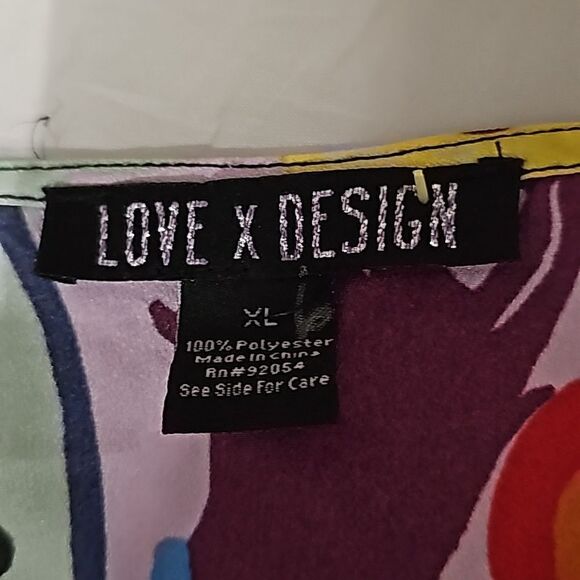 LOVE X DESIGN
XL
100% Polyester
Made in China
Rn#92054
See Side For Care